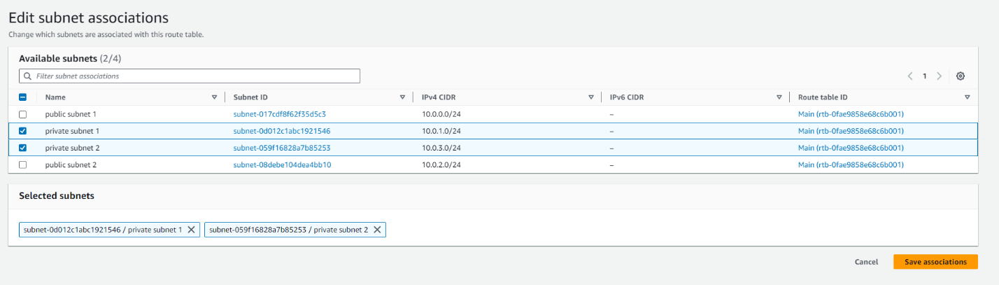 Edit subnet associations
Change which subnets are associated with this route table.
Available subnets (2/4)
Filter subnet associations
1
Name Subnet ID IPv4 CIDR IPv6 CIDR Route table ID
public subnet 1 subnet-017cdf8f62f35d5c3 10.0.0.0/24 – Main (rtb-0fae9858e68c6b001)
private subnet 1 subnet-0d012c1abc1921546 10.0.1.0/24 – Main (rtb-0fae9858e68c6b001)
private subnet 2 subnet-059f16828a7b85253 10.0.3.0/24 – Main (rtb-0fae9858e68c6b001)
public subnet 2 subnet-08debe104dea4bb10 10.0.2.0/24 – Main (rtb-0fae9858e68c6b001)
Selected subnets
subnet-0d012c1abc1921546 / private subnet 1 subnet-059f16828a7b85253 / private subnet 2
Cancel Save associations